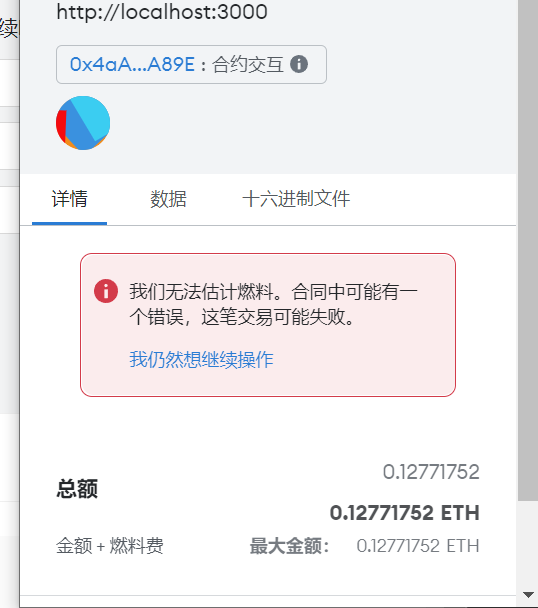 http://localhost:3000
续
0x4aA...A89E : 合约交互
详情 数据 十六进制文件
我们无法估计燃料。合同中可能有一
个错误，这笔交易可能失败。
我仍然想继续操作
0.12771752
总额
0.12771752 ETH
金额 + 燃料费 最大金额： 0.12771752 ETH